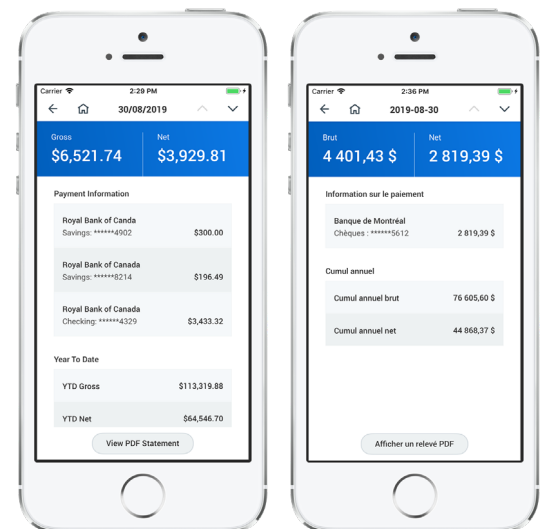 Carrier 2:29 PM
30/08/2019
Gross Net
$6,521.74 $3,929.81
Payment Information
Royal Bank of Canda
Savings: ******4902 $300.00
Royal Bank of Canada
Savings: ******8214 $196.49
Royal Bank of Canada
Checking: ******4329 $3,433.32
Year To Date
YTD Gross $113,319.88
YTD Net $64,546.70
View PDF Statement
Carrier 2:36 PM
2019-08-30
Brut Net
4 401,43 $ 2 819,39 $
Information sur le paiement
Banque de Montréal
Chèques : ******5612 2 819,39 $
Cumul annuel
Cumul annuel brut 76 605,60 $
Cumul annuel net 44 868,37 $
Afficher un relevé PDF